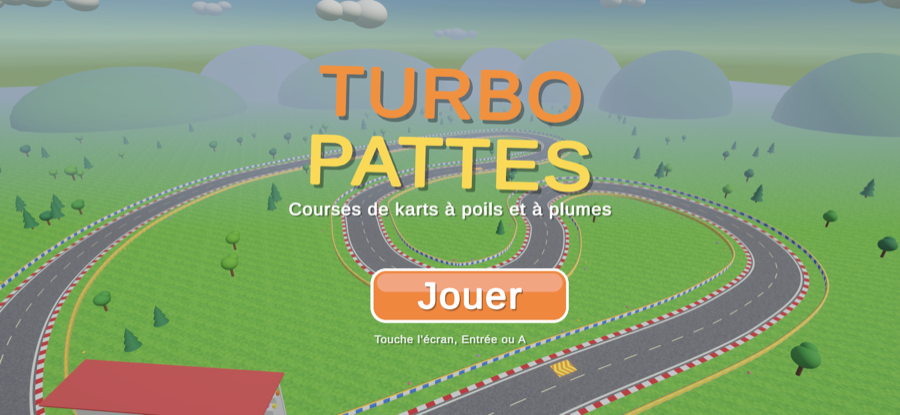 TURBO
PATTES
Courses de karts à poils et à plumes
Jouer
Touche l'écran, Entrée ou A